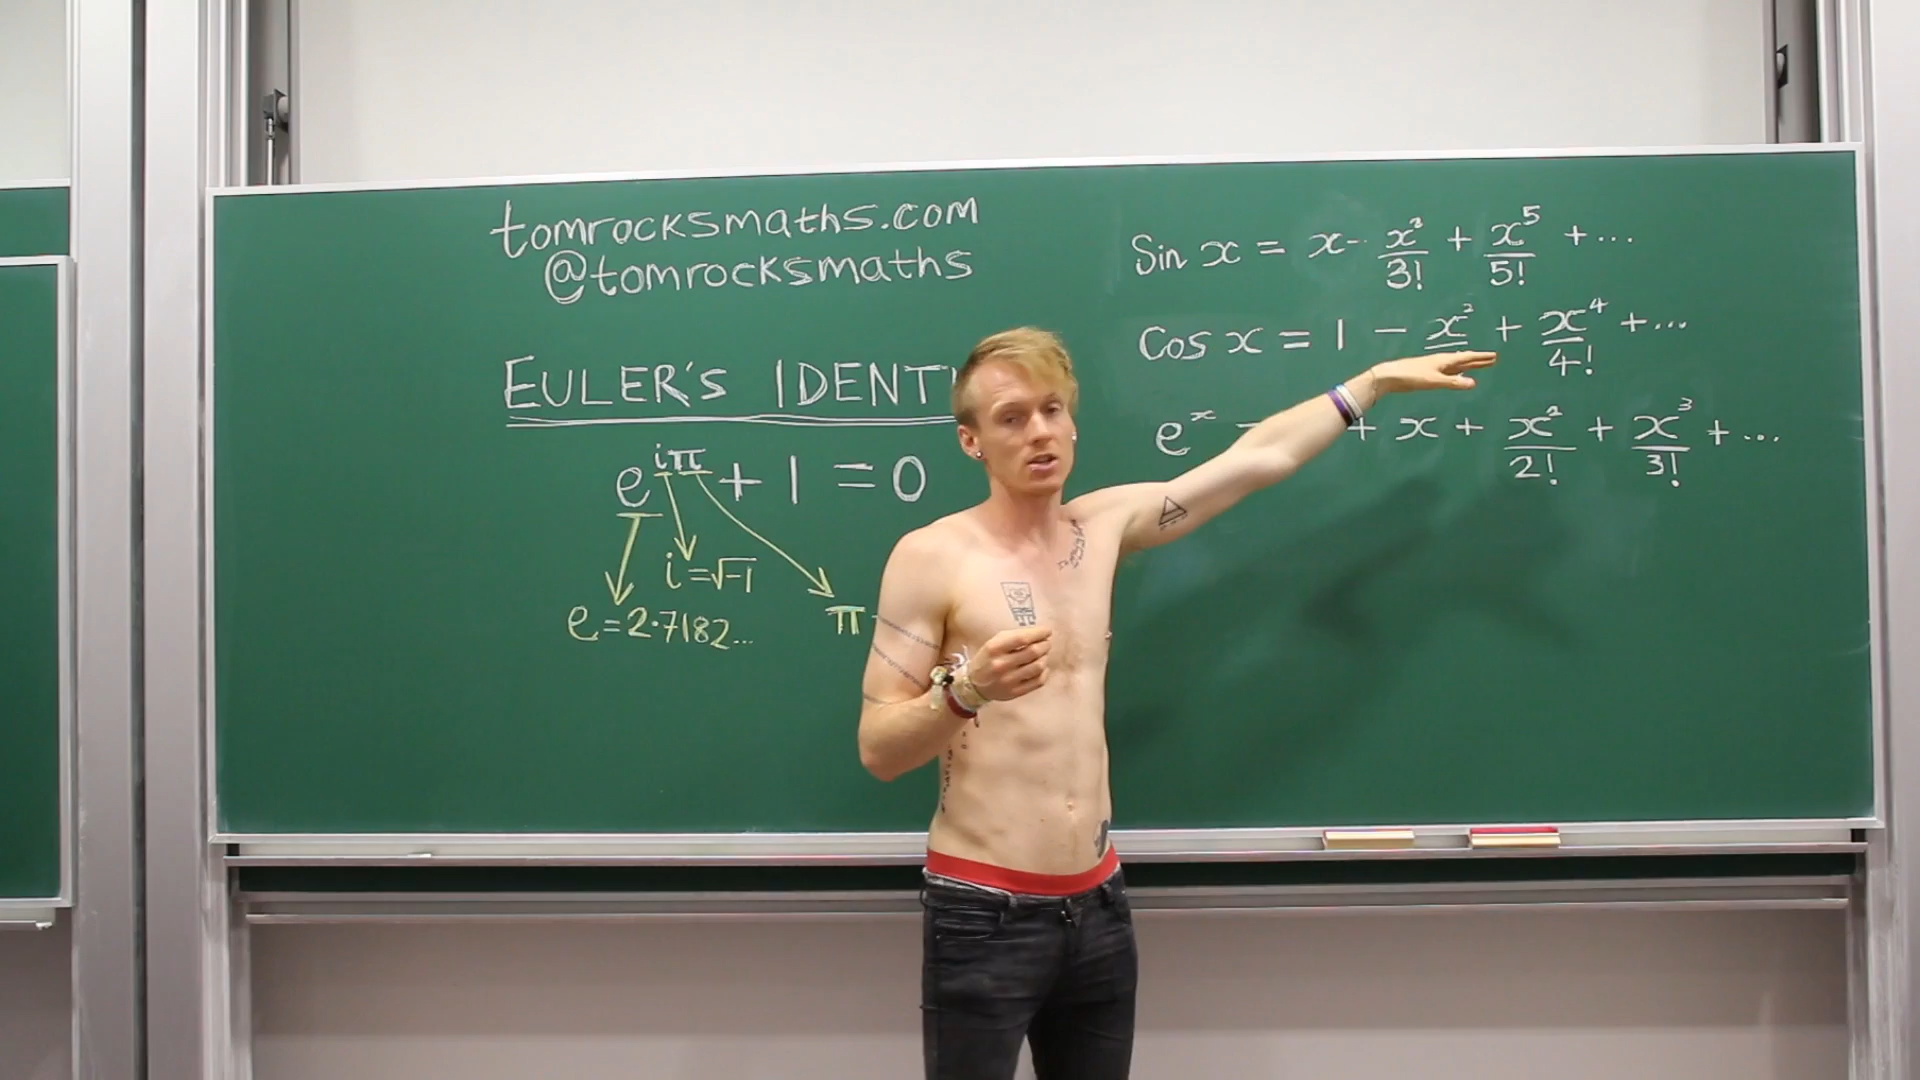 tomrocksmaths.com
@tomrocksmaths
EULER'S IDENT
e^{iπ} + 1 = 0
i = √-1
e = 2·7182...
π
Sin x = x - x³/3! + x⁵/5! + ...
Cos x = 1 - x² + x⁴/4! + ...
eˣ + x + x²/2! + x³/3! + ...